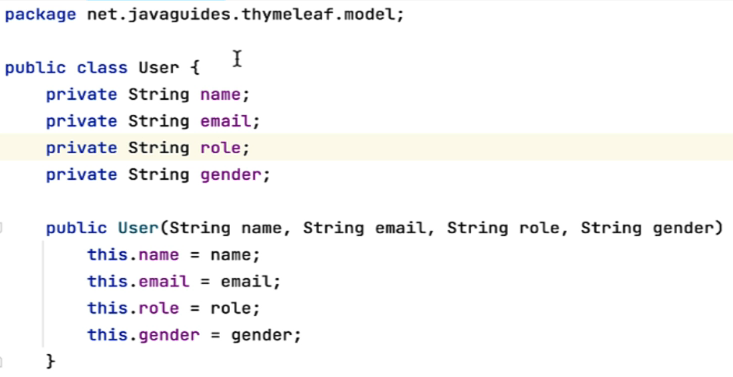 package net.javaguides.thymeleaf.model;
public class User {
private String name;
private String email;
private String role;
private String gender;
public User(String name, String email, String role, String gender)
this.name = name;
this.email = email;
this.role = role;
this.gender = gender;
}